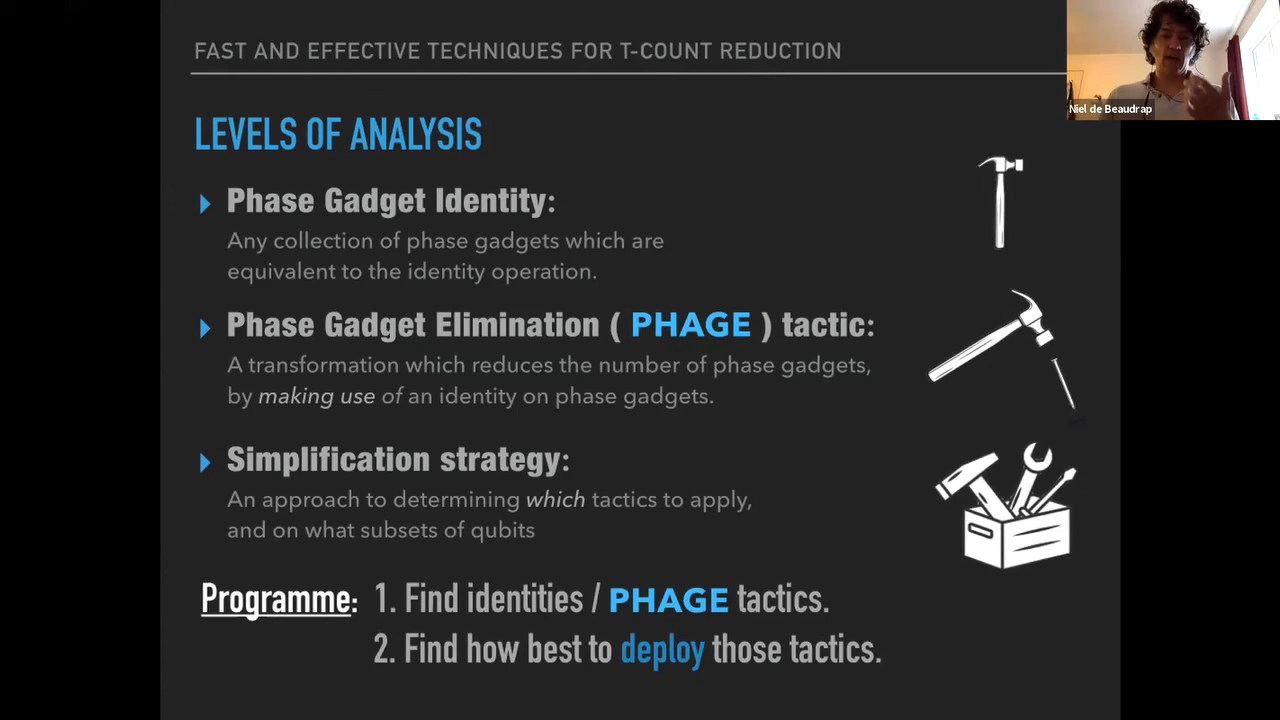 FAST AND EFFECTIVE TECHNIQUES FOR T-COUNT REDUCTION
Niel de Beaudrap
LEVELS OF ANALYSIS
Phase Gadget Identity:
Any collection of phase gadgets which are
equivalent to the identity operation.
Phase Gadget Elimination ( PHAGE ) tactic:
A transformation which reduces the number of phase gadgets,
by making use of an identity on phase gadgets.
Simplification strategy:
An approach to determining which tactics to apply,
and on what subsets of qubits
Programme: 1. Find identities / PHAGE tactics.
2. Find how best to deploy those tactics.